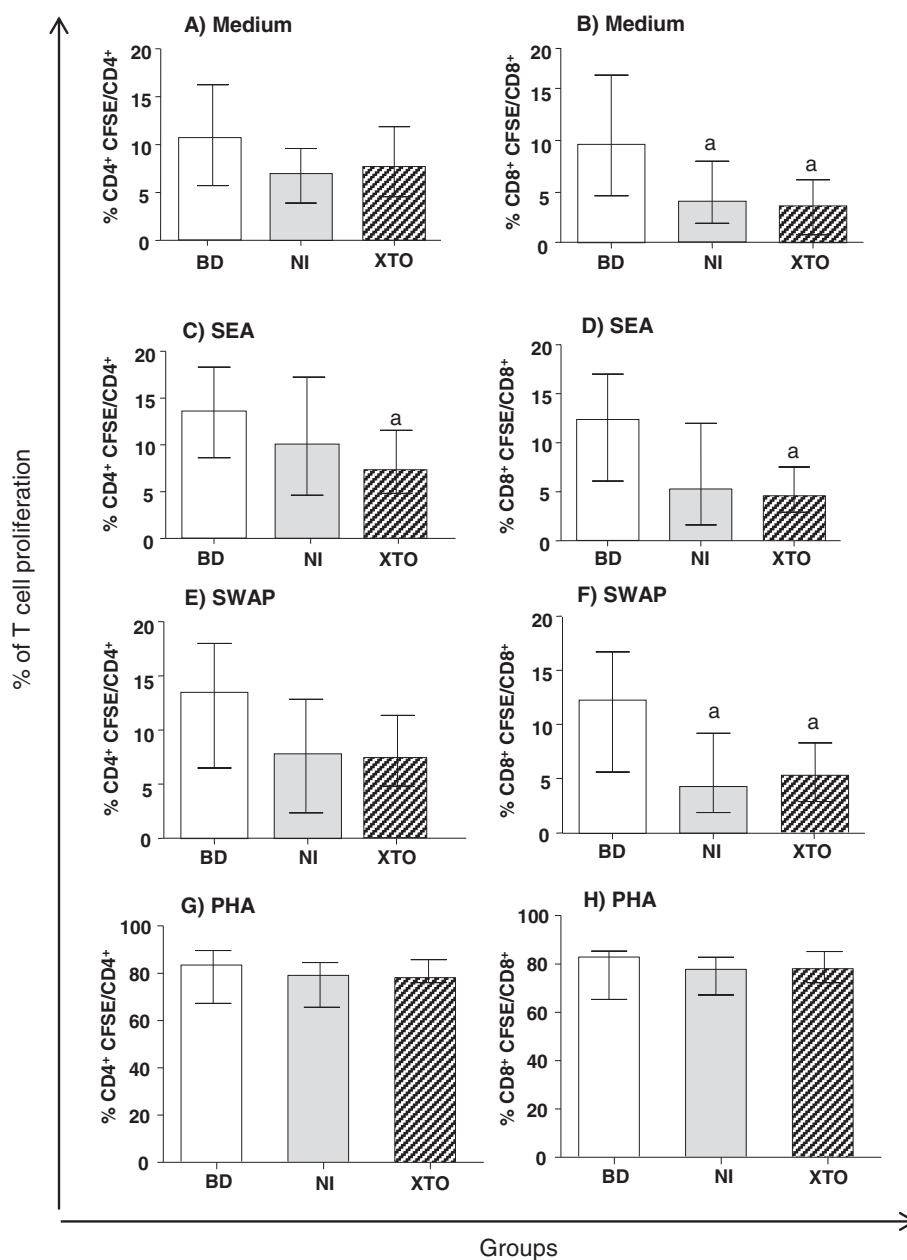 % of T cell proliferation
A) Medium
% CD4+ CFSE/CD4+
20
15
10
5
0
BD NI XTO
B) Medium
% CD8+ CFSE/CD8+
20
15
10
5
0
a a
BD NI XTO
C) SEA
% CD4+ CFSE/CD4+
20
15
10
5
0
a
BD NI XTO
D) SEA
% CD8+ CFSE/CD8+
20
15
10
5
0
a
BD NI XTO
E) SWAP
% CD4+ CFSE/CD4+
20
15
10
5
0
BD NI XTO
F) SWAP
% CD8+ CFSE/CD8+
20
15
10
5
0
a a
BD NI XTO
G) PHA
% CD4+ CFSE/CD4+
100
80
60
40
20
0
BD NI XTO
H) PHA
% CD8+ CFSE/CD8+
100
80
60
40
20
0
BD NI XTO
Groups